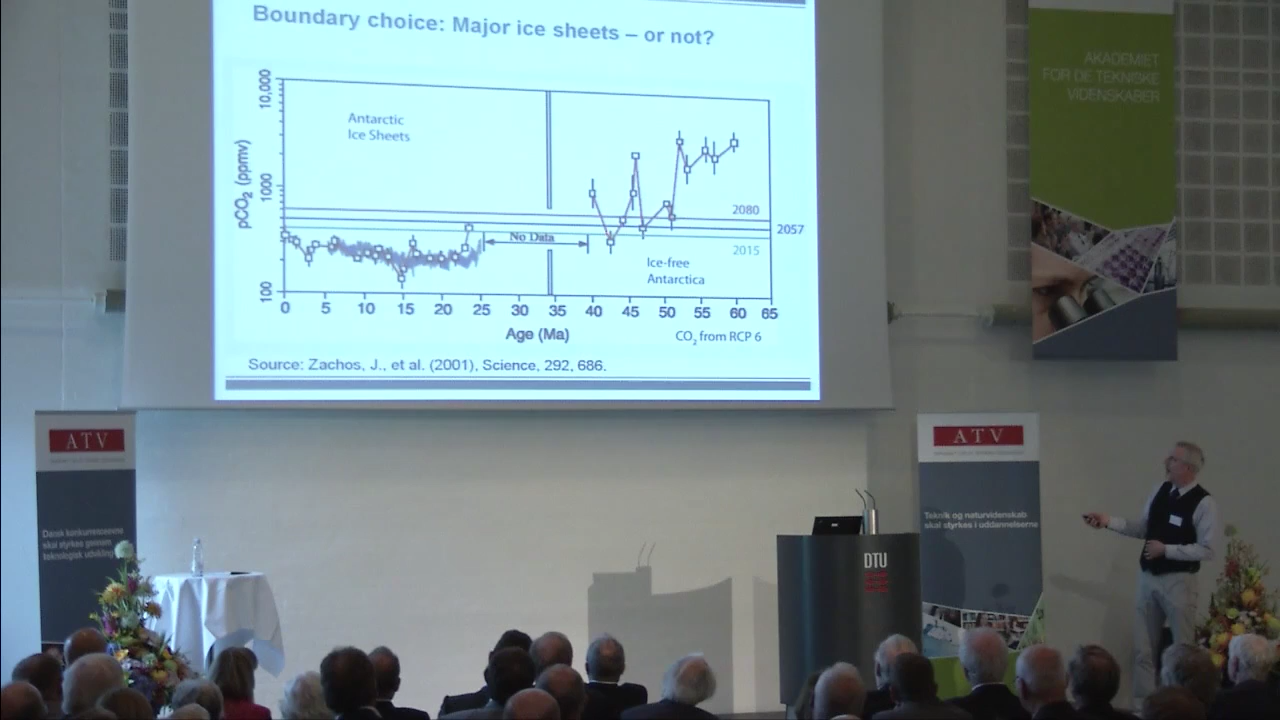 Boundary choice: Major ice sheets – or not?
10,000
1000
100
pCO2 (ppmv)
Antarctic
Ice Sheets
No Data
2080
2057
2015
Ice-free
Antarctica
0 5 10 15 20 25 30 35 40 45 50 55 60 65
Age (Ma)
CO2 from RCP 6
Source: Zachos, J., et al. (2001), Science, 292, 686.
AKADEMIET
FOR DE TEKNISKE
VIDENSKABER
ATV
Dansk konkurrenceevne
skal styrkes gennem
teknologisk udvikling
ATV
Teknik og naturvidenskab
skal styrkes i uddannelserne
DTU